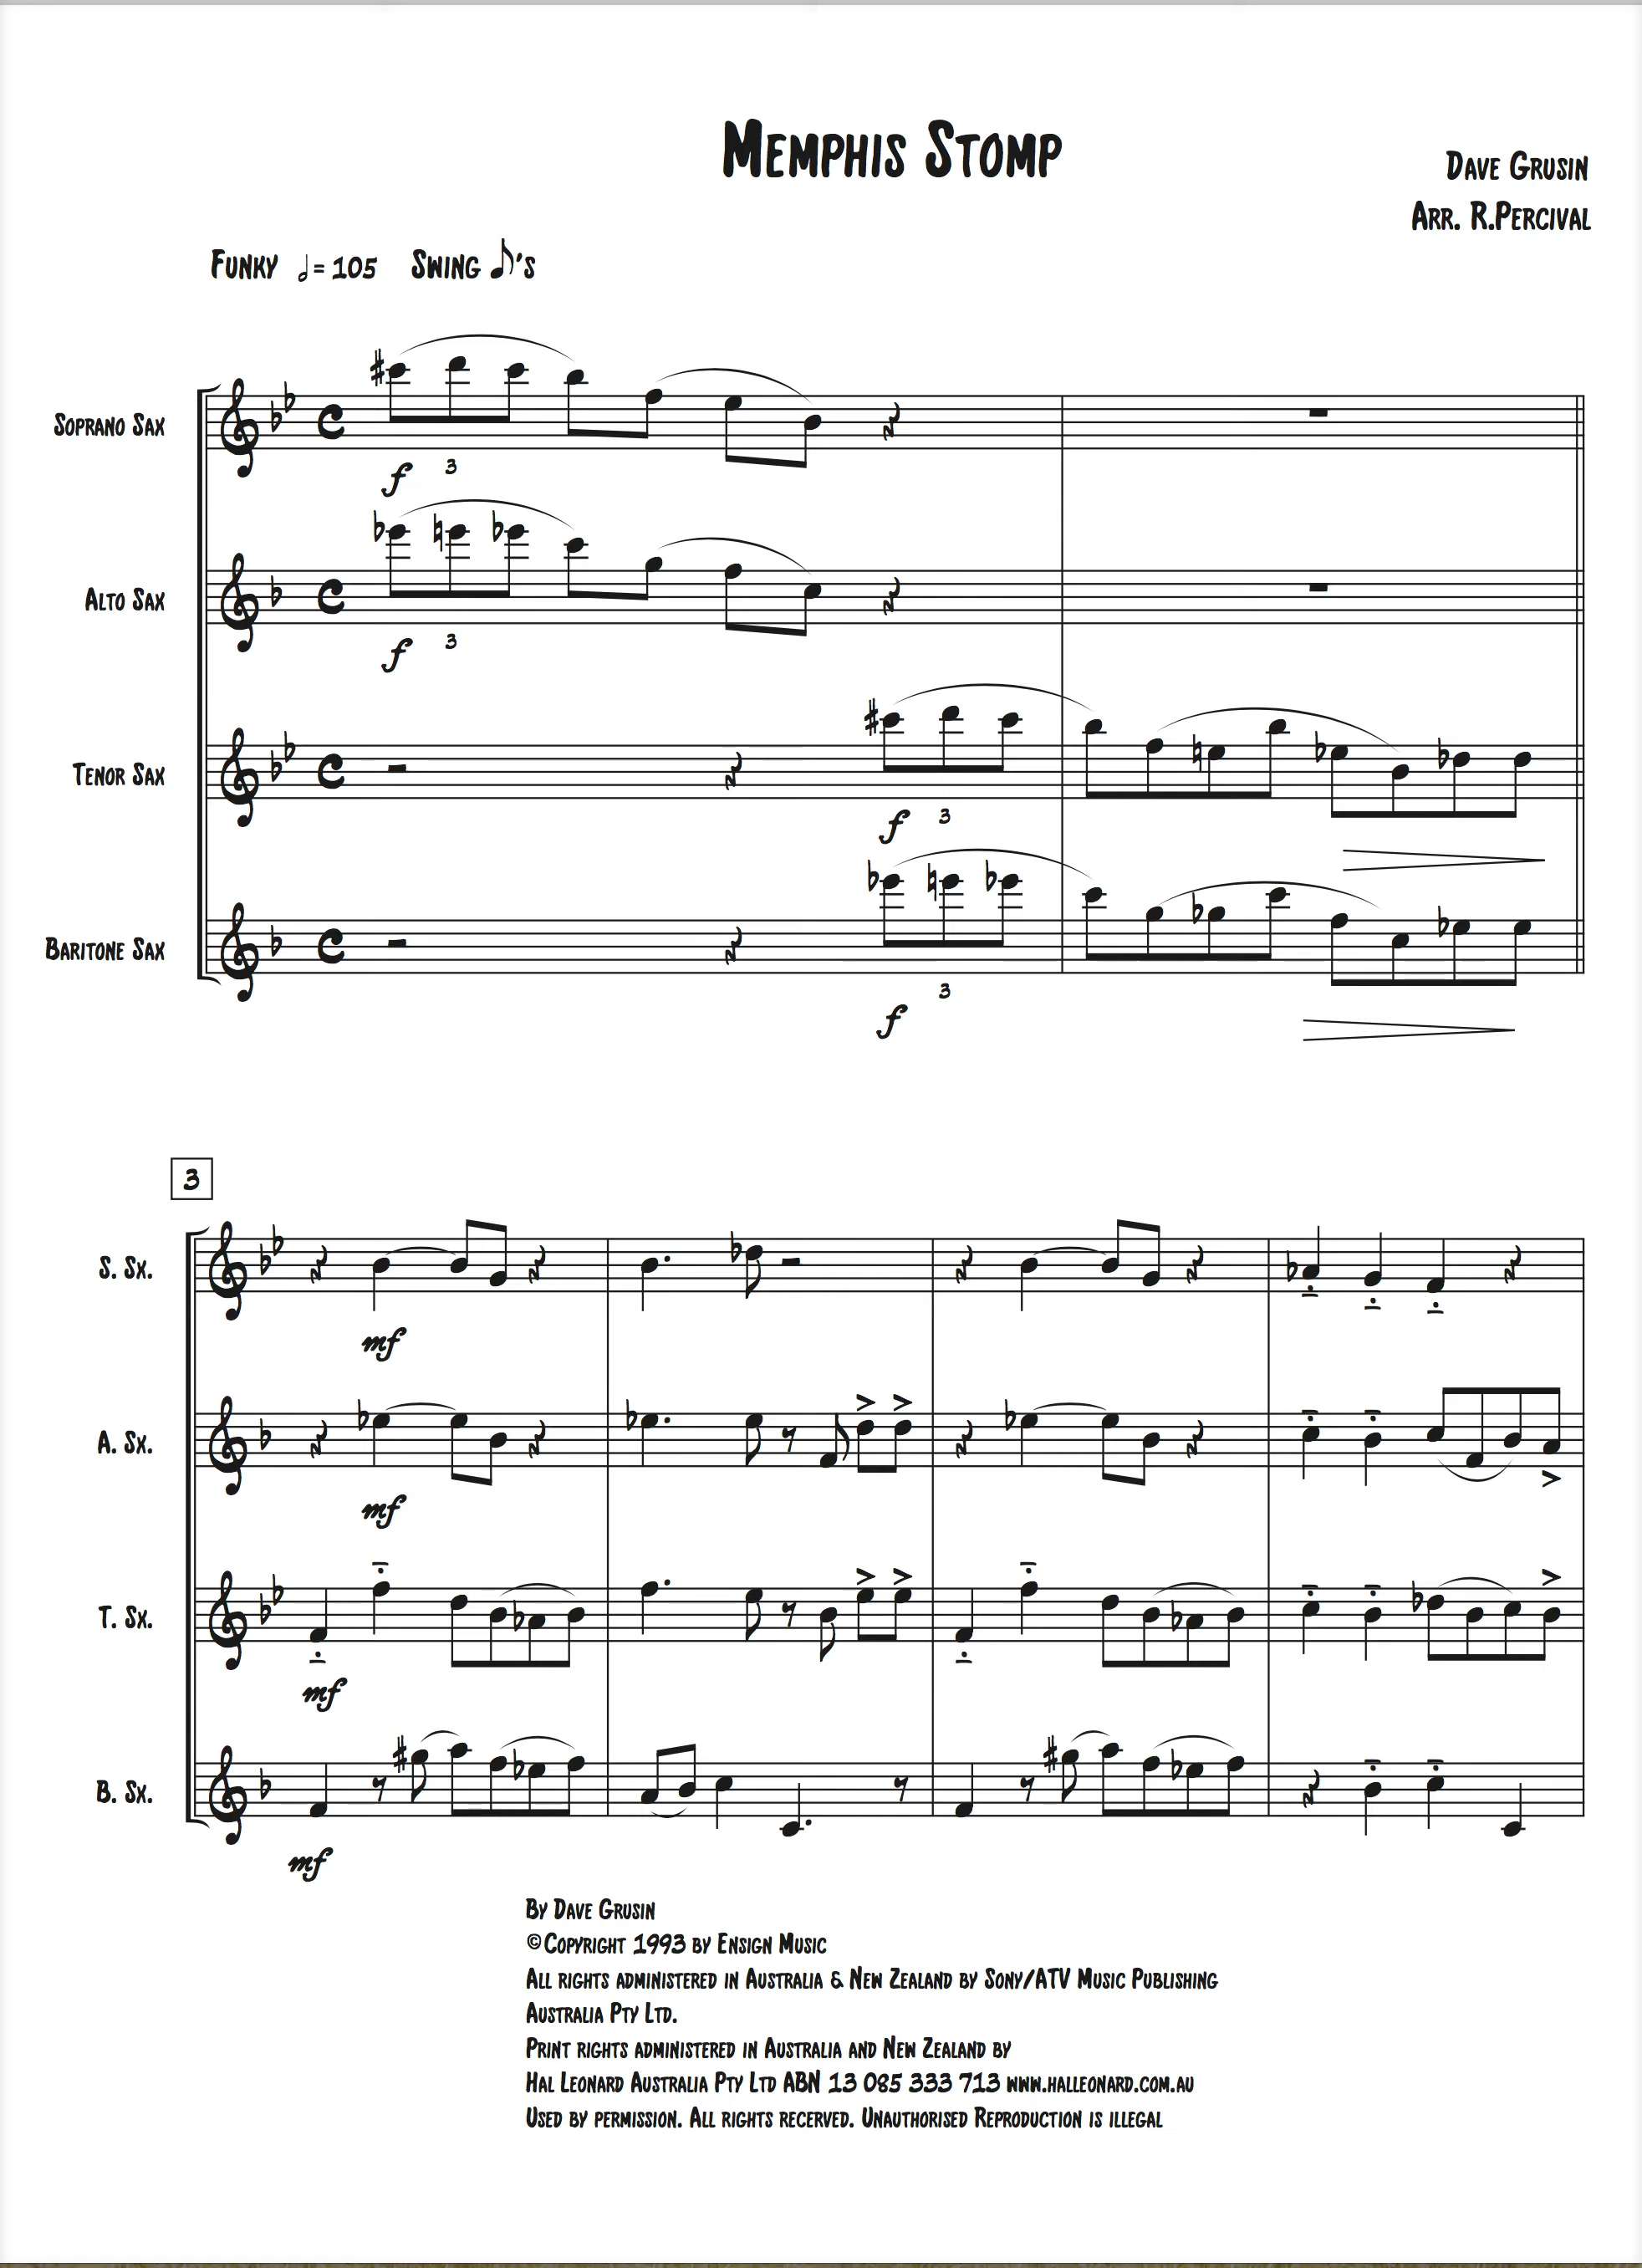 Memphis Stomp
Dave Grusin
Arr. R.Percival
Funky 𝅗𝅥 = 105 Swing ♪'s
Soprano Sax
f 3
Alto Sax
f 3
Tenor Sax
f 3
Baritone Sax
f 3
3
S. Sx.
mf
A. Sx.
mf
T. Sx.
mf
B. Sx.
mf
By Dave Grusin
©Copyright 1993 by Ensign Music
All rights administered in Australia & New Zealand by Sony/ATV Music Publishing
Australia Pty Ltd.
Print rights administered in Australia and New Zealand by
Hal Leonard Australia Pty Ltd ABN 13 085 333 713 www.halleonard.com.au
Used by permission. All rights recerved. Unauthorised Reproduction is illegal